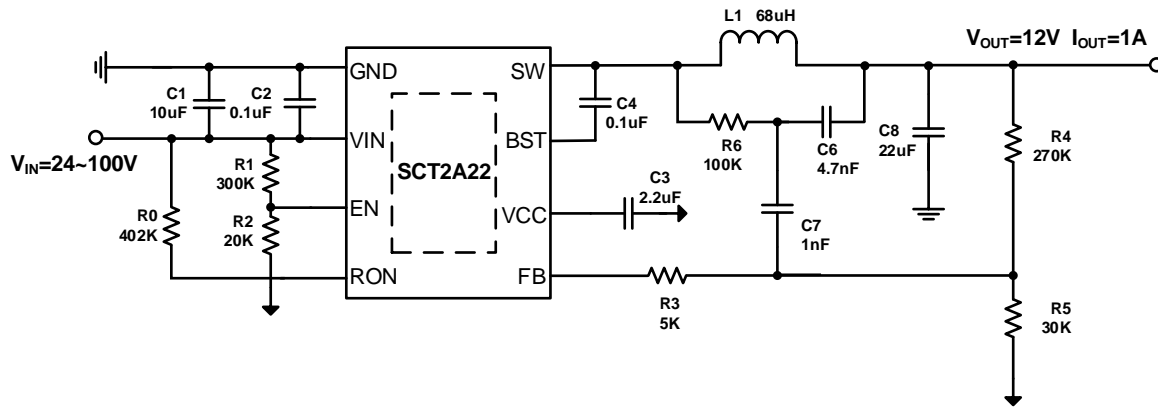 L1 68uH
VOUT=12V IOUT=1A
GND
SW
C1
10uF
C2
0.1uF
C4
0.1uF
VIN
BST
R6
100K
C6
4.7nF
C8
22uF
R4
270K
VIN=24~100V
R1
300K
SCT2A22
C3
2.2uF
EN
VCC
R0
402K
R2
20K
C7
1nF
RON
FB
R3
5K
R5
30K